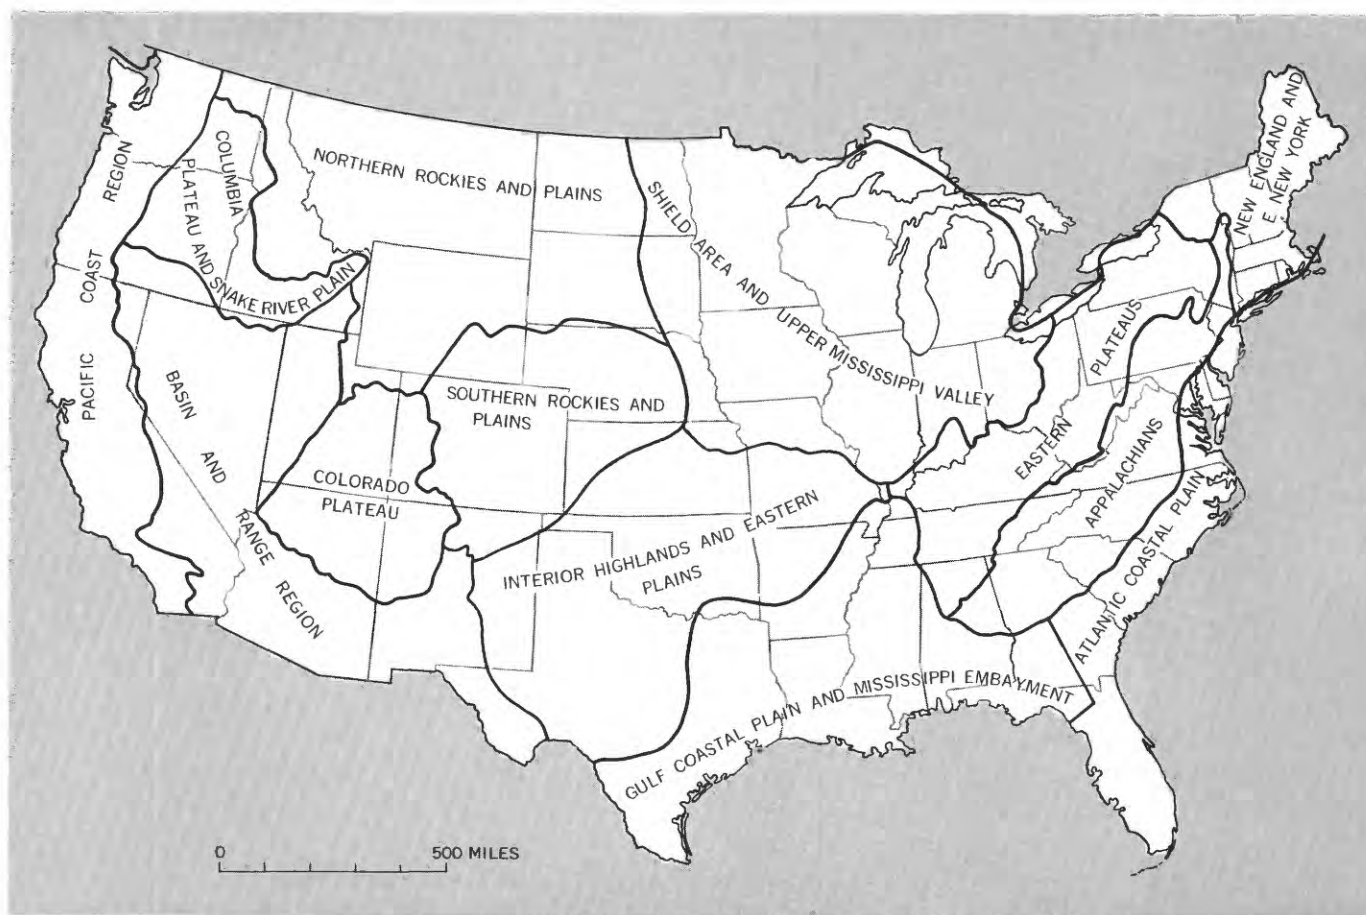 NORTHERN ROCKIES AND PLAINS
NEW ENGLAND AND
E NEW YORK
COLUMBIA
PLATEAU AND
SNAKE RIVER PLAIN
SHIELD AREA AND UPPER MISSISSIPPI VALLEY
PACIFIC COAST REGION
BASIN AND
RANGE REGION
SOUTHERN ROCKIES AND
PLAINS
COLORADO
PLATEAU
EASTERN PLATEAUS
APPALACHIANS
INTERIOR HIGHLANDS AND EASTERN
PLAINS
ATLANTIC COASTAL PLAIN
GULF COASTAL PLAIN AND MISSISSIPPI EMBAYMENT
0 500 MILES